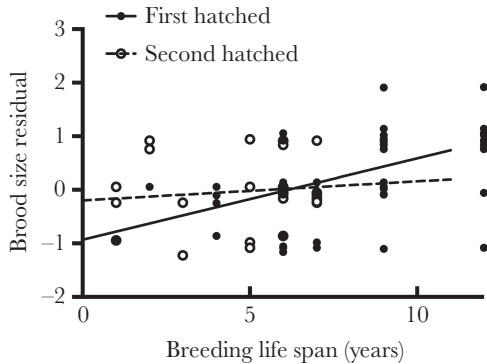 First hatched
Second hatched
3
2
1
0
−1
−2
0
5
10
Brood size residual
Breeding life span (years)